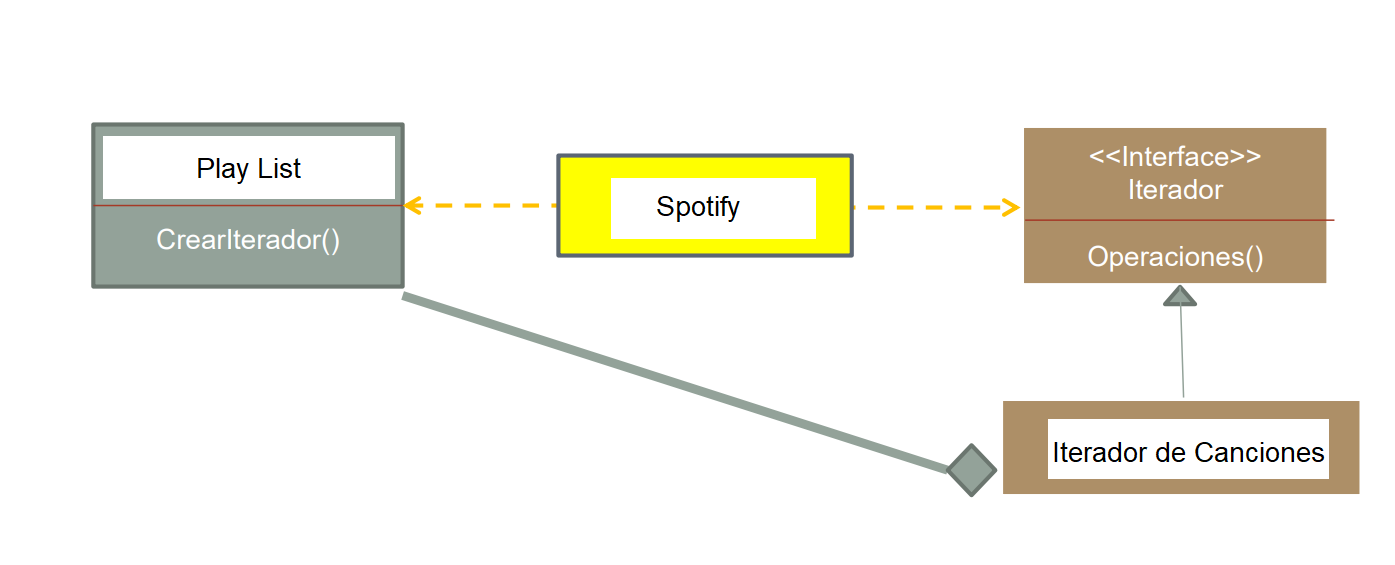 Play List
CrearIterador()
Spotify
<<Interface>>
Iterador
Operaciones()
Iterador de Canciones